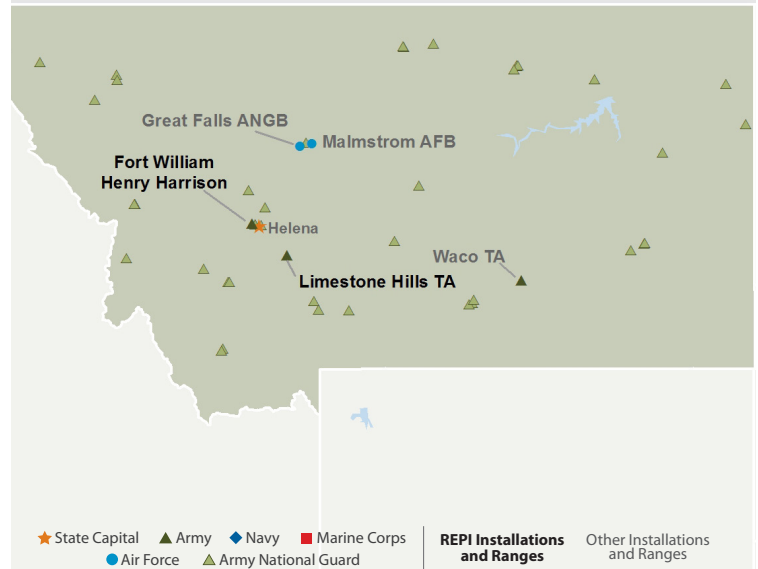 Great Falls ANGB
Malmstrom AFB
Fort William
Henry Harrison
Helena
Waco TA
Limestone Hills TA
State Capital
Army
Navy
Marine Corps
Air Force
Army National Guard
REPI Installations
and Ranges
Other Installations
and Ranges